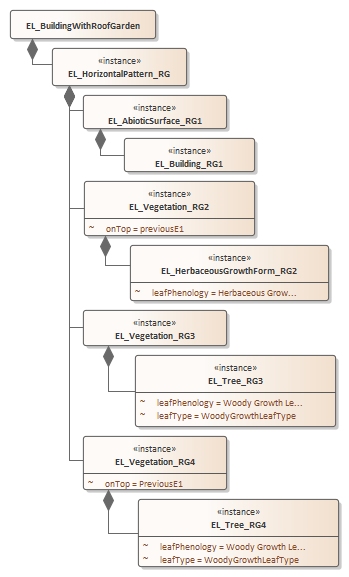 EL_BuildingWithRoofGarden
«instance»
EL_HorizontalPattern_RG
«instance»
EL_AbioticSurface_RG1
«instance»
EL_Building_RG1
«instance»
EL_Vegetation_RG2
~ onTop = previousE1
«instance»
EL_HerbaceousGrowthForm_RG2
~ leafPhenology = Herbaceous Grow...
«instance»
EL_Vegetation_RG3
«instance»
EL_Tree_RG3
~ leafPhenology = Woody Growth Le...
~ leafType = WoodyGrowthLeafType
«instance»
EL_Vegetation_RG4
~ onTop = PreviousE1
«instance»
EL_Tree_RG4
~ leafPhenology = Woody Growth Le...
~ leafType = WoodyGrowthLeafType